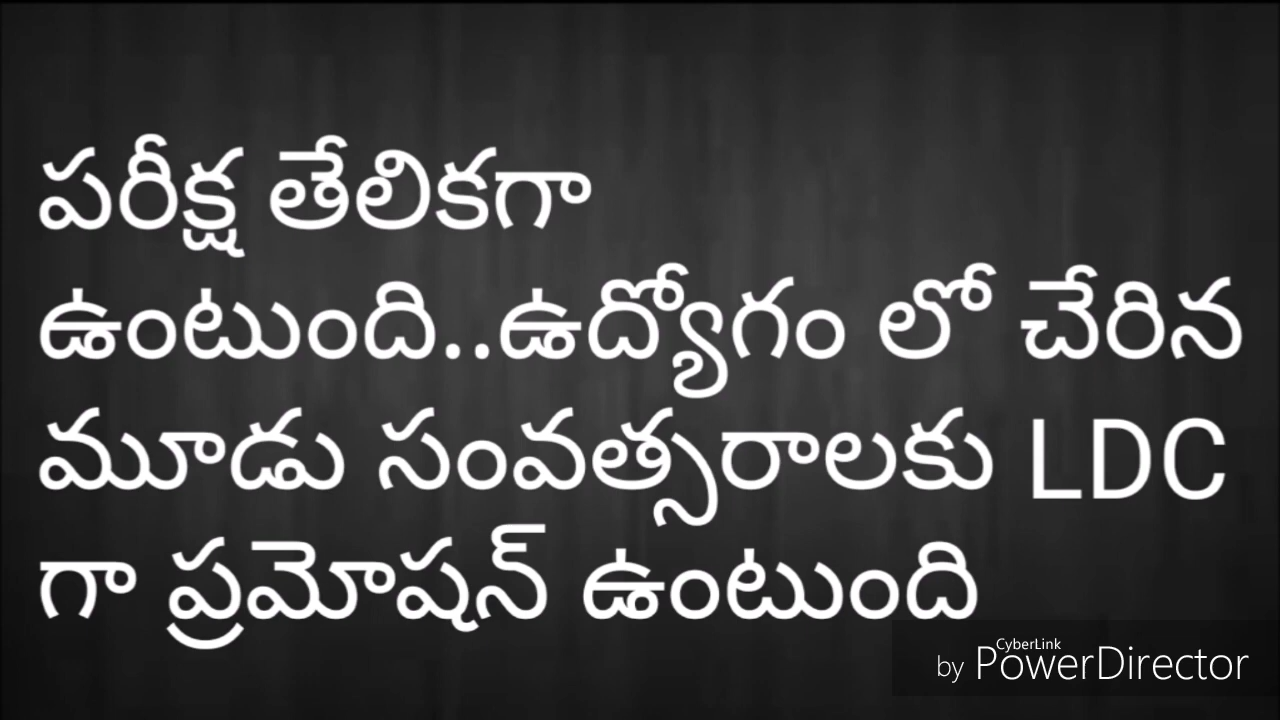 పరీక్ష తేలికగా
ఉంటుంది..ఉద్యోగం లో చేరిన
మూడు సంవత్సరాలకు LDC
గా ప్రమోషన్ ఉంటుంది
by CyberLink PowerDirector